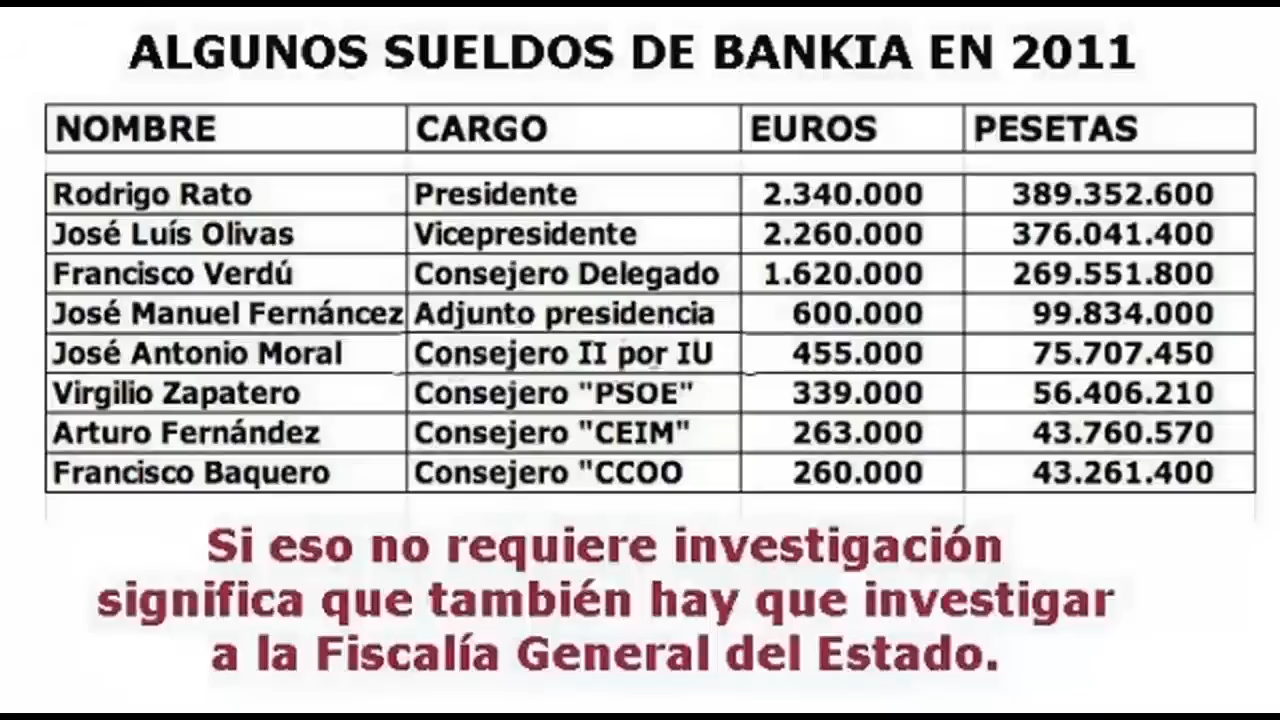 ALGUNOS SUELDOS DE BANKIA EN 2011
NOMBRE CARGO EUROS PESETAS
Rodrigo Rato Presidente 2.340.000 389.352.600
José Luís Olivas Vicepresidente 2.260.000 376.041.400
Francisco Verdú Consejero Delegado 1.620.000 269.551.800
José Manuel Fernáncez Adjunto presidencia 600.000 99.834.000
José Antonio Moral Consejero II por IU 455.000 75.707.450
Virgilio Zapatero Consejero "PSOE" 339.000 56.406.210
Arturo Fernández Consejero "CEIM" 263.000 43.760.570
Francisco Baquero Consejero "CCOO 260.000 43.261.400
Si eso no requiere investigación
significa que también hay que investigar
a la Fiscalía General del Estado.